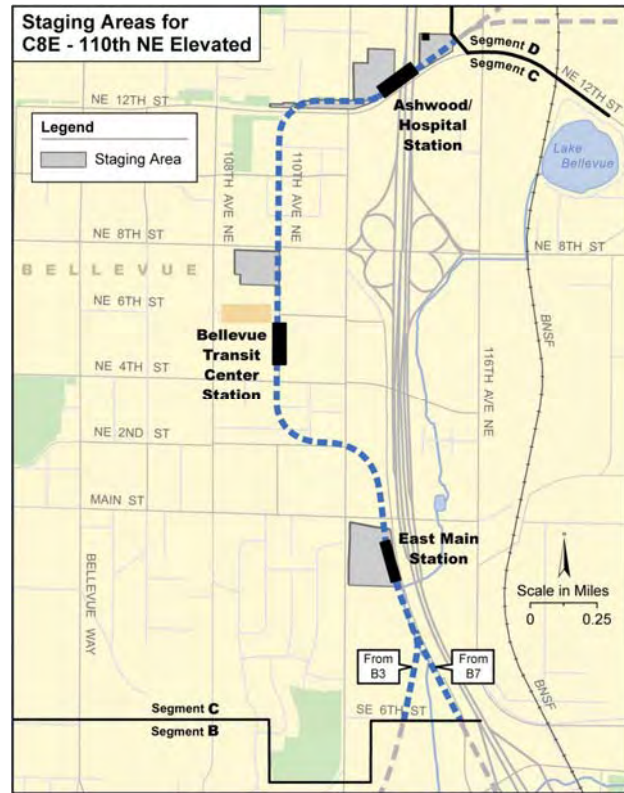 Staging Areas for
C8E - 110th NE Elevated
Segment D
Segment C
NE 12TH ST
NE 12TH ST
Ashwood/
Hospital
Station
Legend
Staging Area
108TH AVE NE
110TH AVE NE
Lake
Bellevue
NE 8TH ST
NE 8TH ST
BELLEVUE
NE 6TH ST
BNSF
Bellevue
Transit
Center
Station
NE 4TH ST
116TH AVE NE
NE 2ND ST
MAIN ST
East Main
Station
BELLEVUE WAY
Scale in Miles
0 0.25
From
B3
From
B7
BNSF
Segment C
SE 6TH ST
Segment B